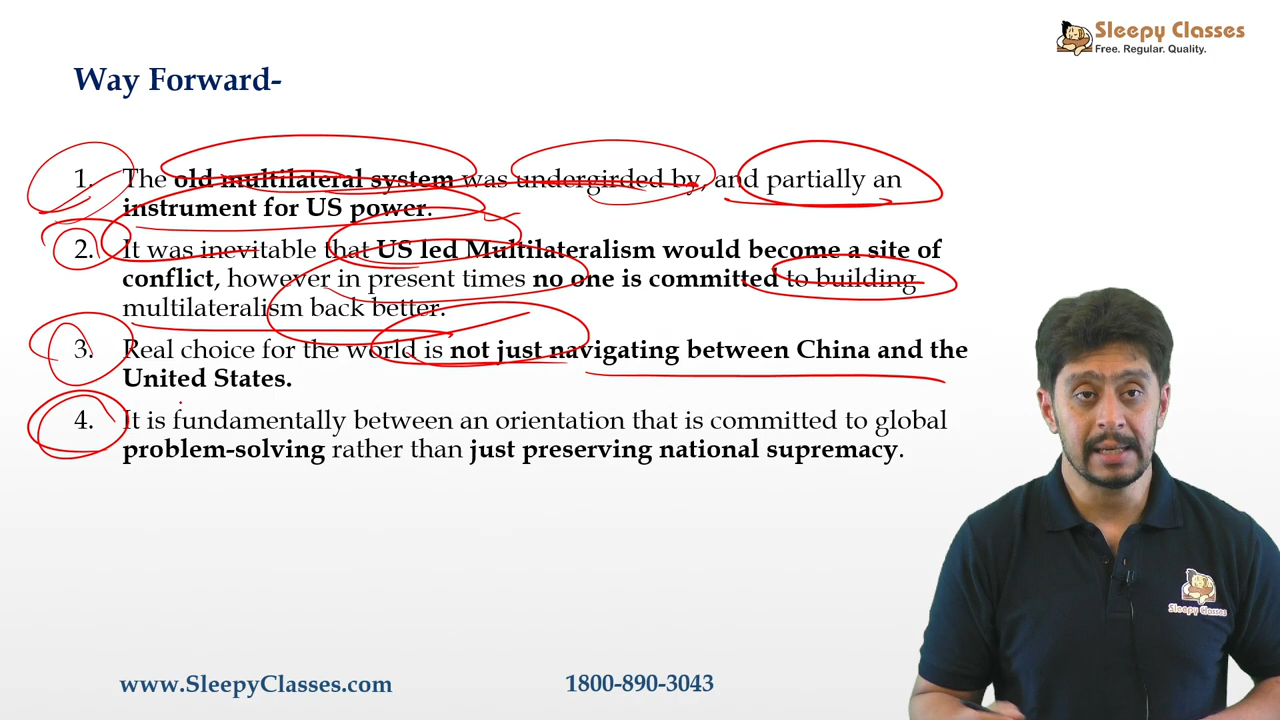 Sleepy Classes
Free. Regular. Quality.
Way Forward-
1. The old multilateral system was undergirded by, and partially an
instrument for US power.
2. It was inevitable that US led Multilateralism would become a site of
conflict, however in present times no one is committed to building
multilateralism back better.
3. Real choice for the world is not just navigating between China and the
United States.
4. It is fundamentally between an orientation that is committed to global
problem-solving rather than just preserving national supremacy.
Sleepy Classes
www.SleepyClasses.com
1800-890-3043